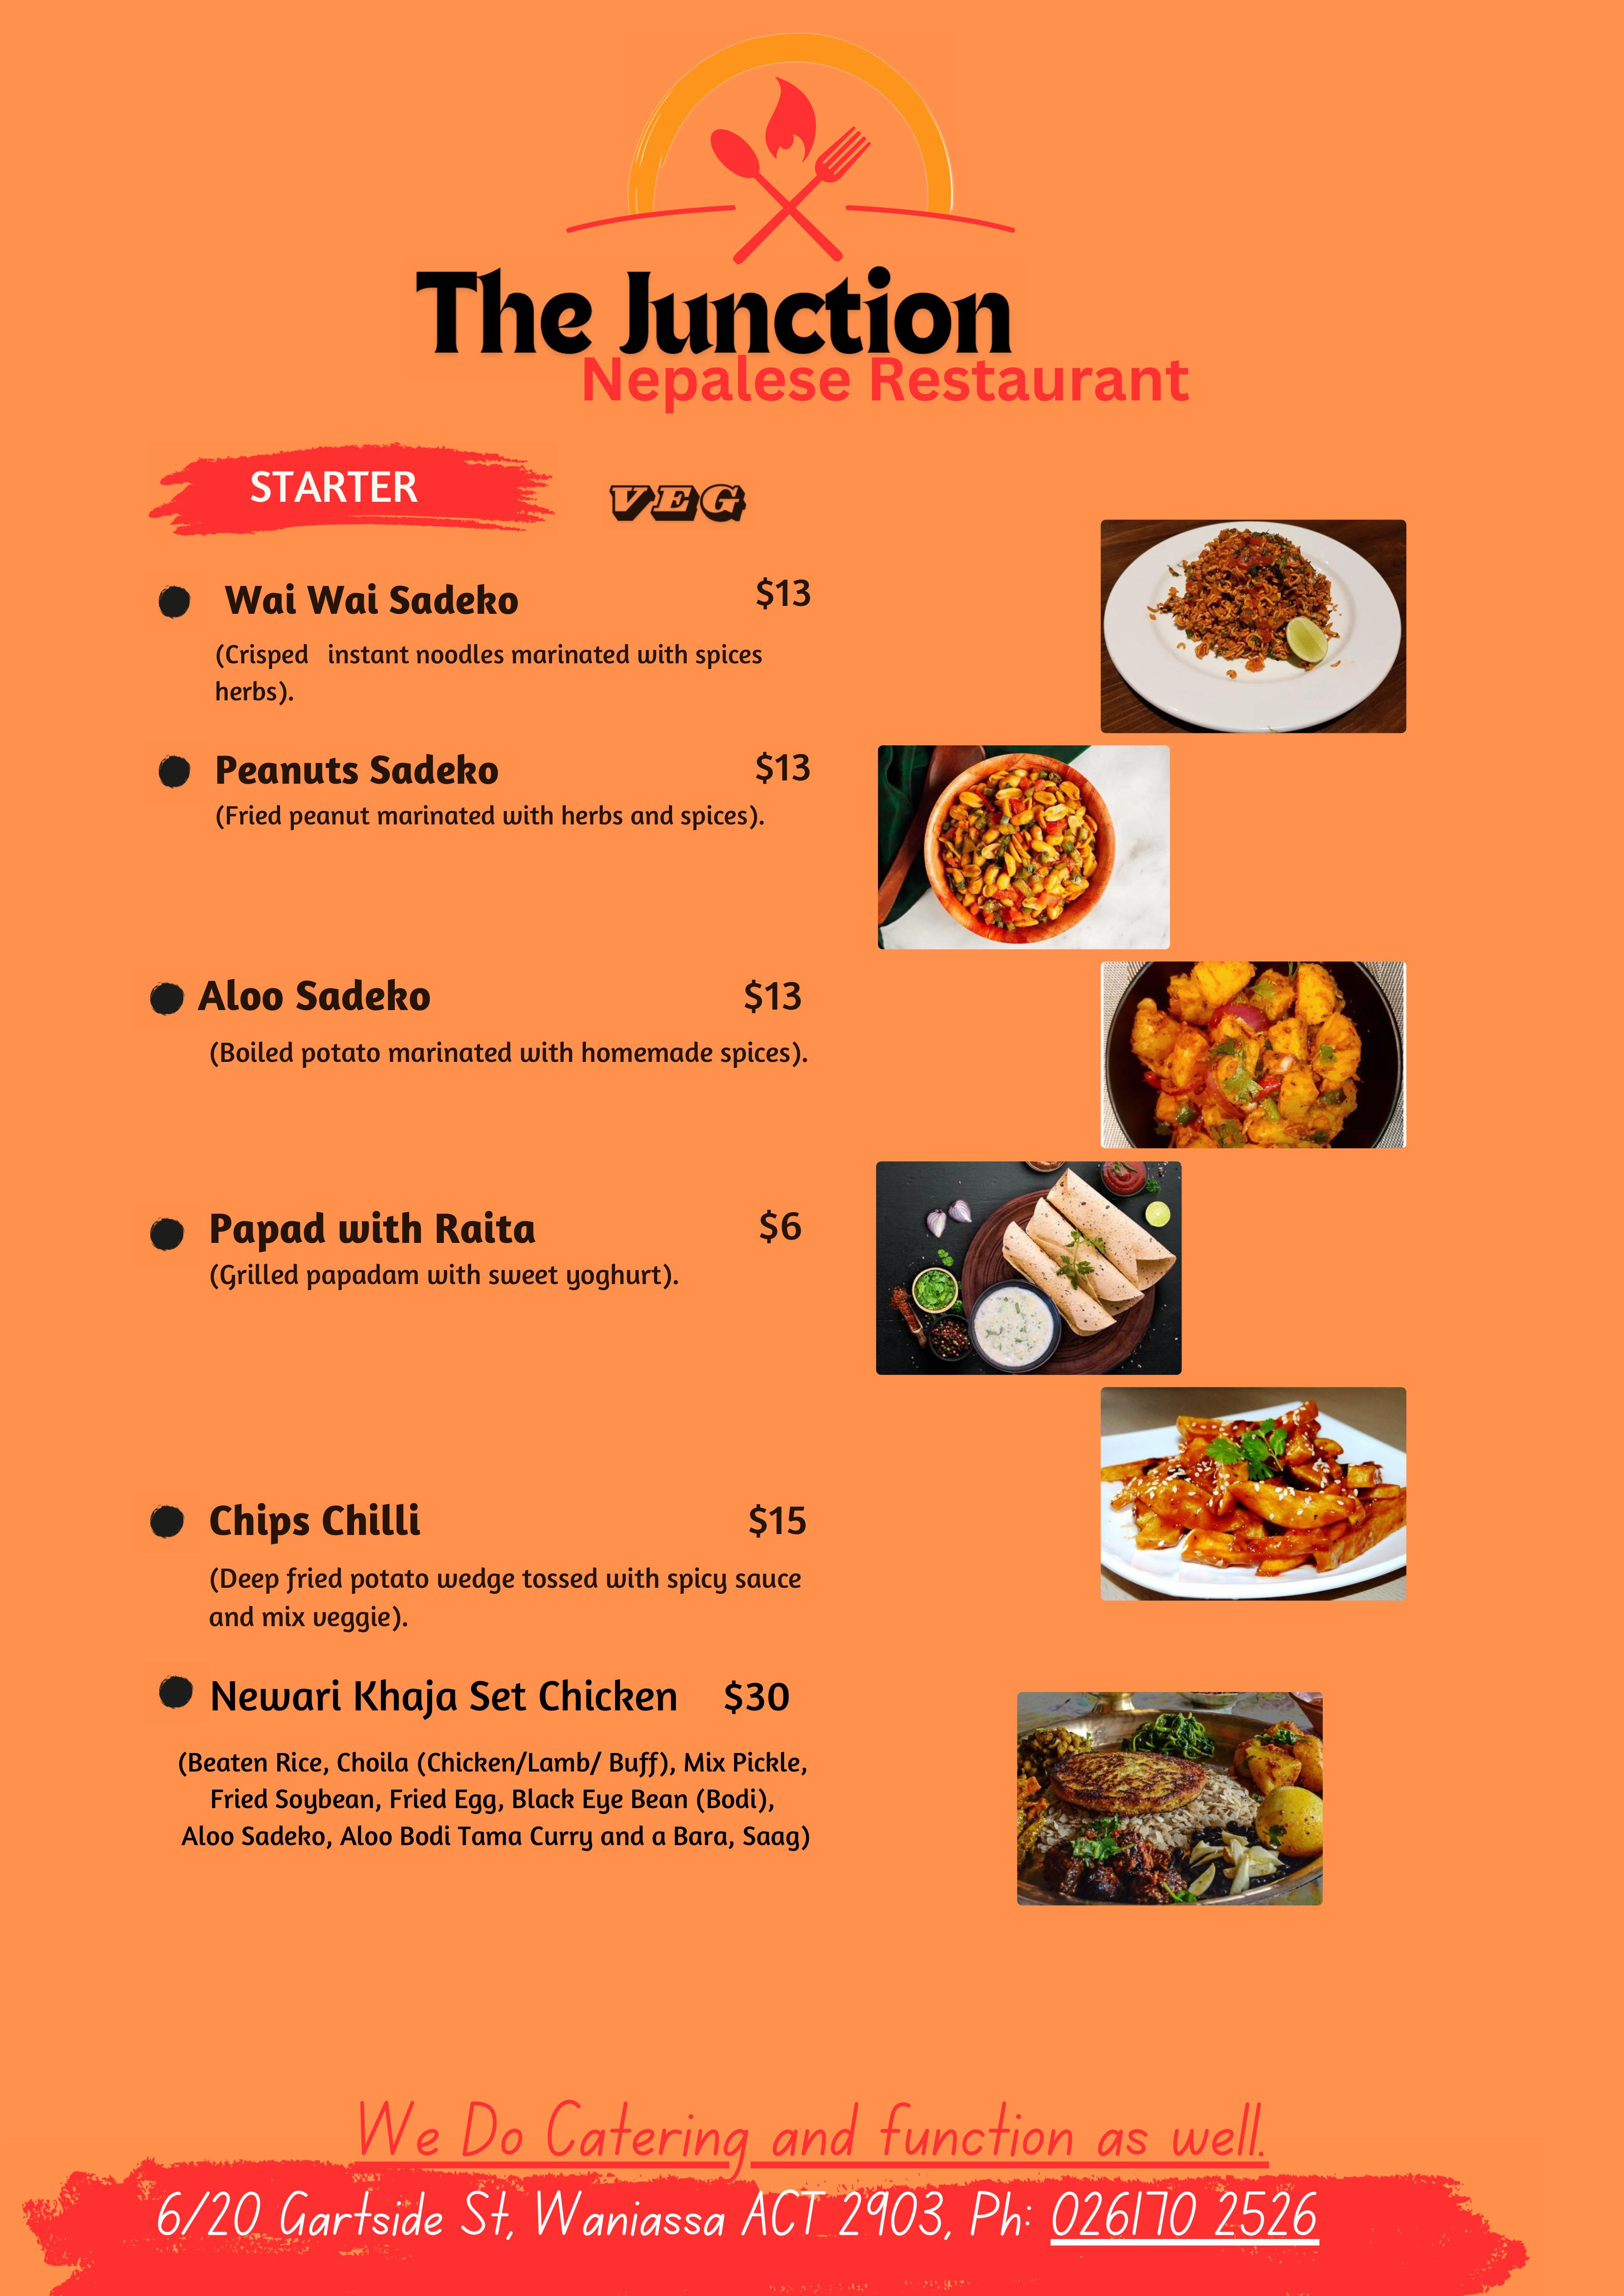 The Junction
Nepalese Restaurant
STARTER
VEG
Wai Wai Sadeko $13
(Crisped instant noodles marinated with spices
herbs).
Peanuts Sadeko $13
(Fried peanut marinated with herbs and spices).
Aloo Sadeko $13
(Boiled potato marinated with homemade spices).
Papad with Raita $6
(Grilled papadam with sweet yoghurt).
Chips Chilli $15
(Deep fried potato wedge tossed with spicy sauce
and mix veggie).
Newari Khaja Set Chicken $30
(Beaten Rice, Choila (Chicken/Lamb/ Buff), Mix Pickle,
Fried Soybean, Fried Egg, Black Eye Bean (Bodi),
Aloo Sadeko, Aloo Bodi Tama Curry and a Bara, Saag)
We Do Catering and function as well.
6/20 Gartside St, Waniassa ACT 2903, Ph: 026170 2526